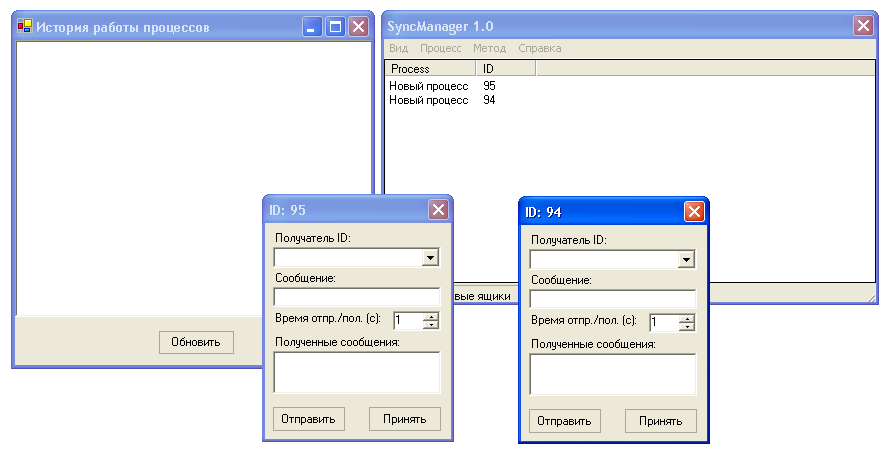 История работы процессов
Обновить
SyncManager 1.0
Вид Процесс Метод Справка
Process ID
Новый процесс 95
Новый процесс 94
вые ящики
ID: 95
Получатель ID:
Сообщение:
Время отпр./пол. (с): 1
Полученные сообщения:
Отправить Принять
ID: 94
Получатель ID:
Сообщение:
Время отпр./пол. (с): 1
Полученные сообщения:
Отправить Принять